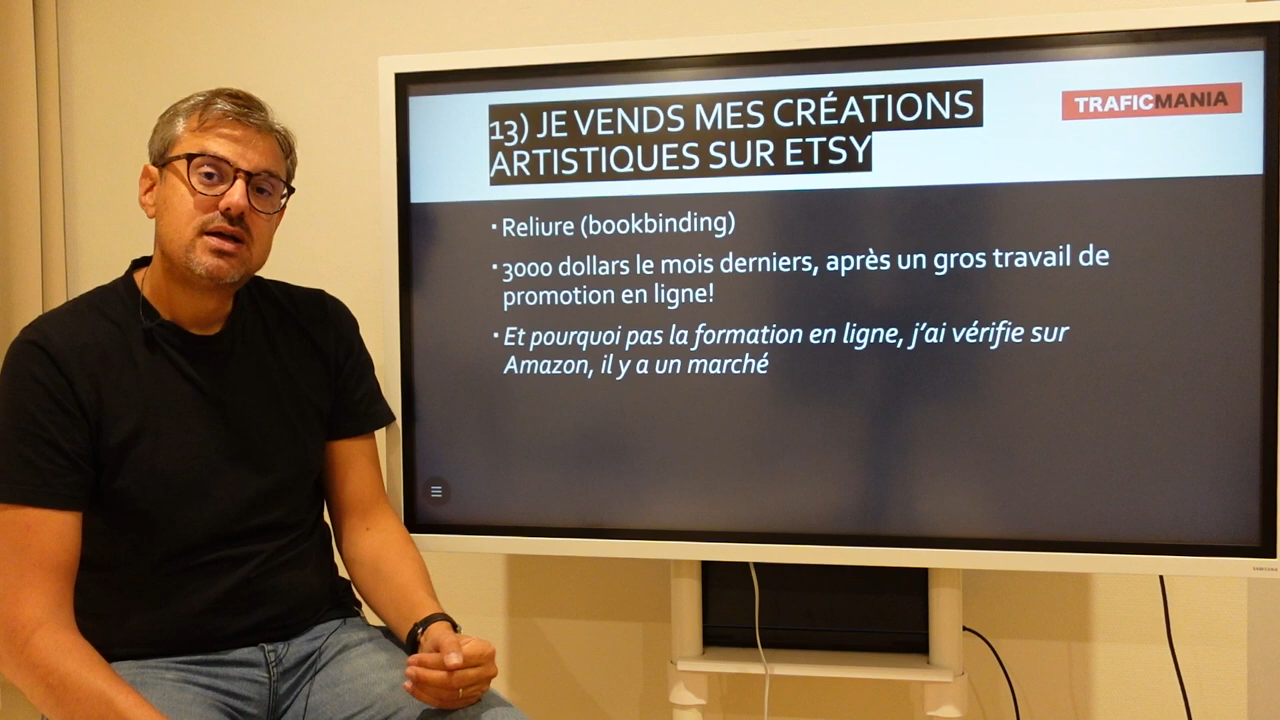 13) JE VENDS MES CRÉATIONS
ARTISTIQUES SUR ETSY
TRAFICMANIA
▪ Reliure (bookbinding)
▪ 3000 dollars le mois derniers, après un gros travail de
promotion en ligne!
▪ Et pourquoi pas la formation en ligne, j'ai vérifie sur
Amazon, il y a un marché
SAMSUNG